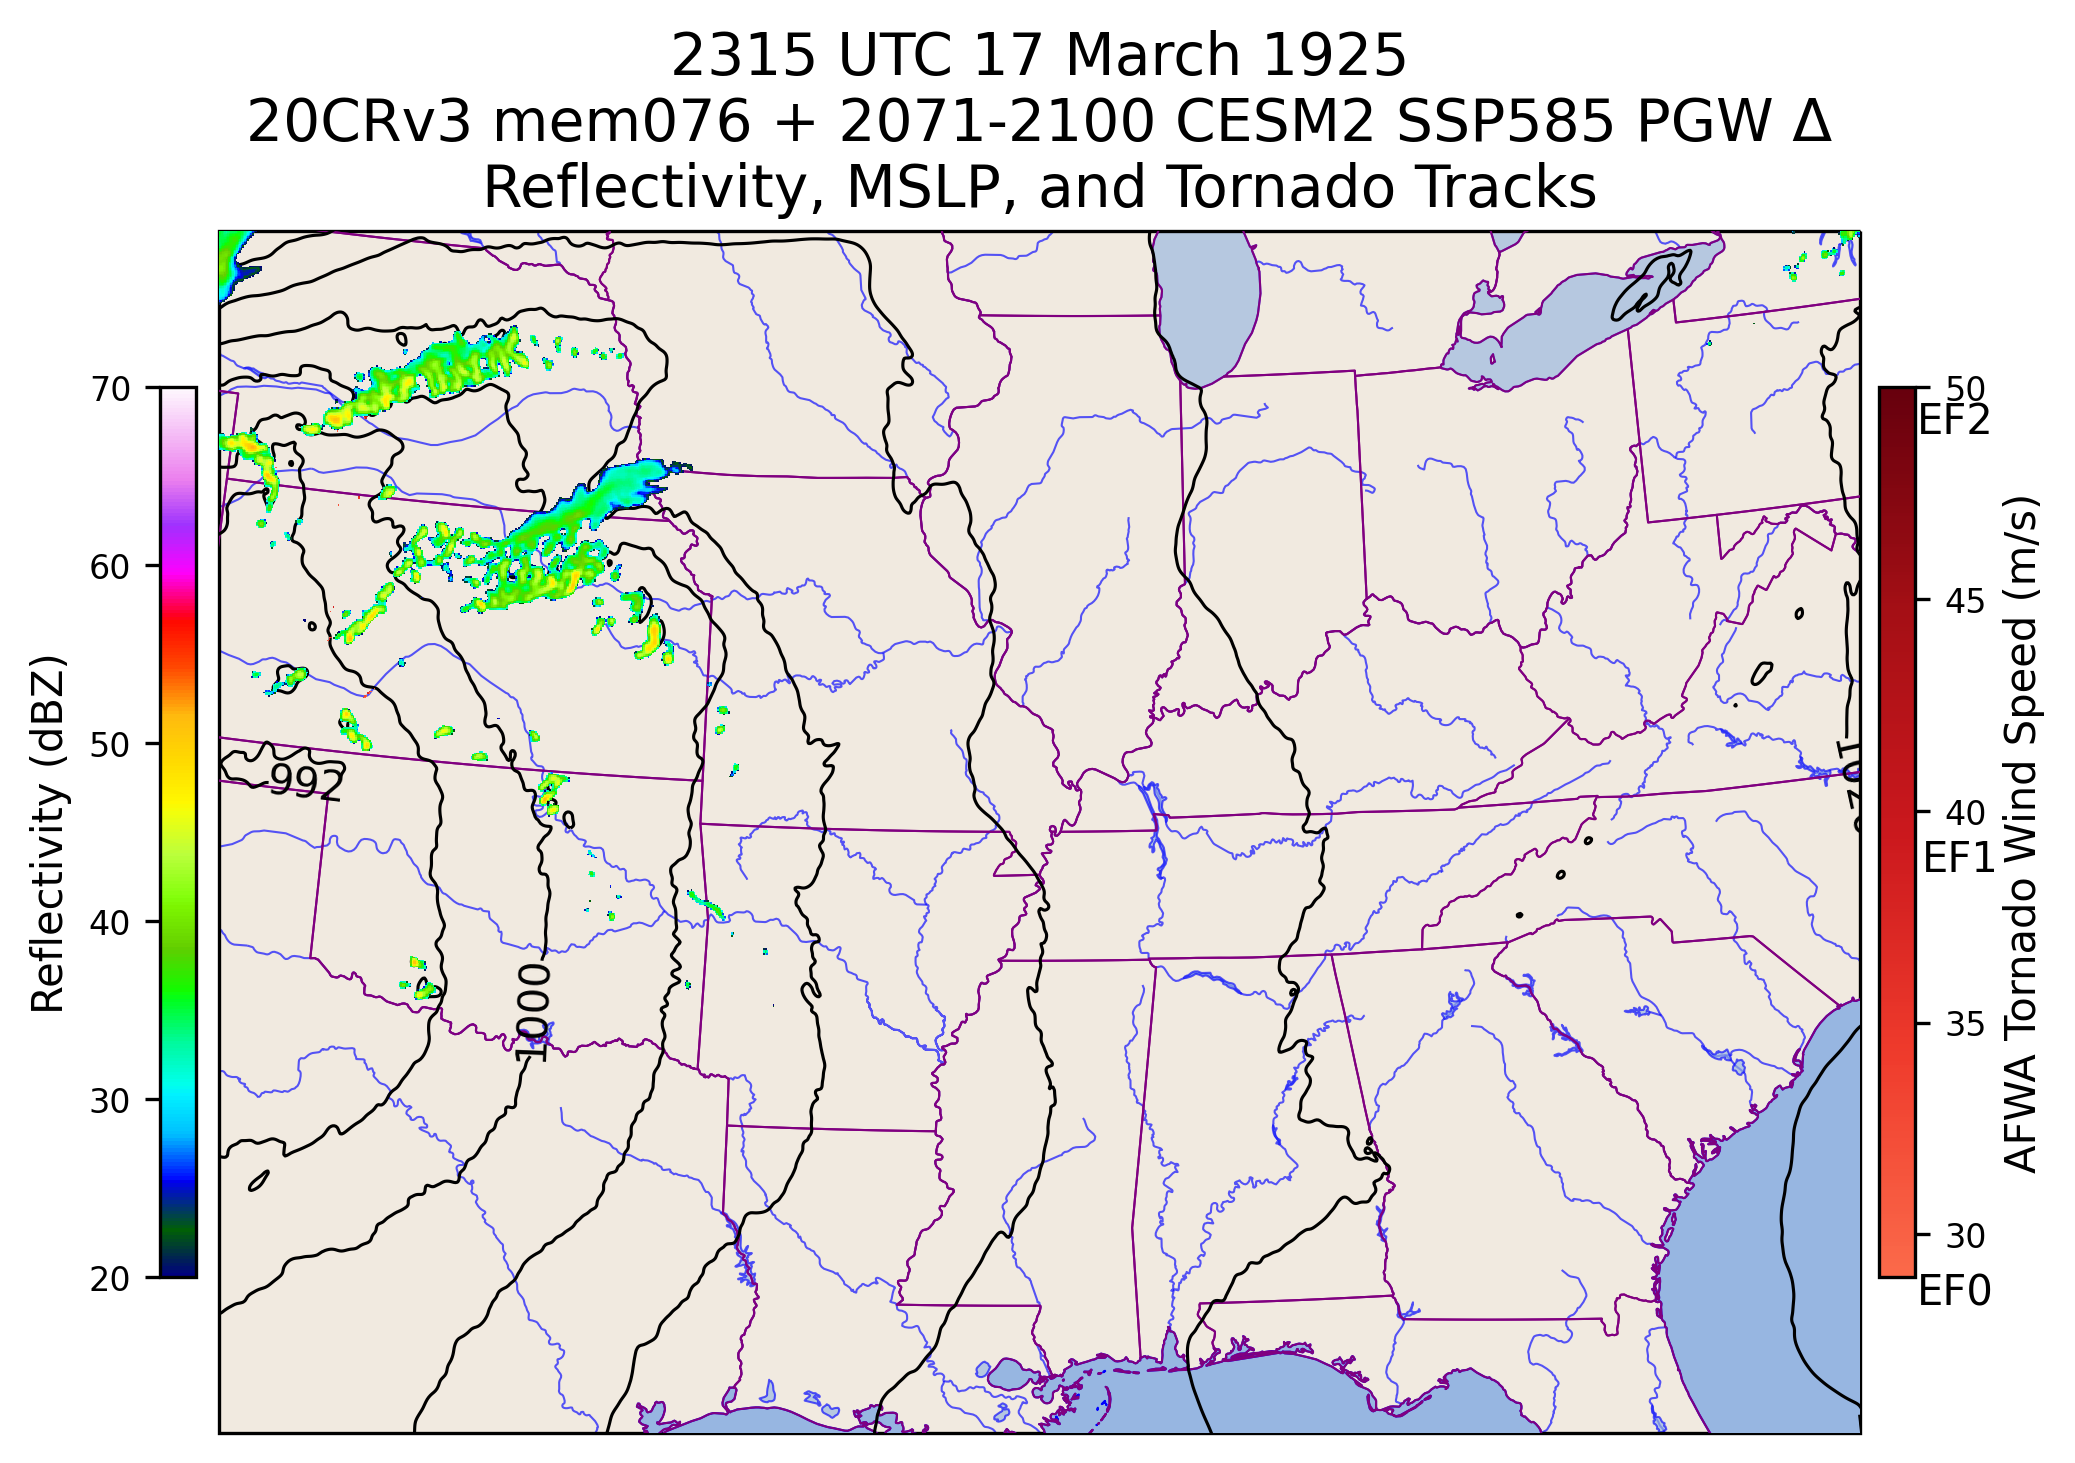 2315 UTC 17 March 1925
20CRv3 mem076 + 2071-2100 CESM2 SSP585 PGW Δ
Reflectivity, MSLP, and Tornado Tracks
Reflectivity (dBZ)
70
60
50
40
30
20
992
1000
50
EF2
45
40
EF1
35
30
EF0
AFWA Tornado Wind Speed (m/s)